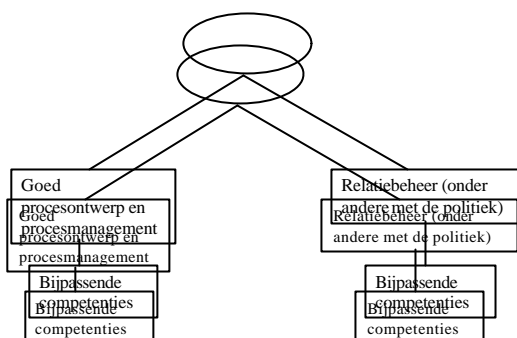 Goed
procesontwerp en
procesmanagement
Goed
procesontwerp en
procesmanagement
Relatiebeheer (onder
andere met de politiek)
Relatiebeheer (onder
andere met de politiek)
Bijpassende
competenties
Bijpassende
competenties
Bijpassende
competenties
Bijpassende
competenties